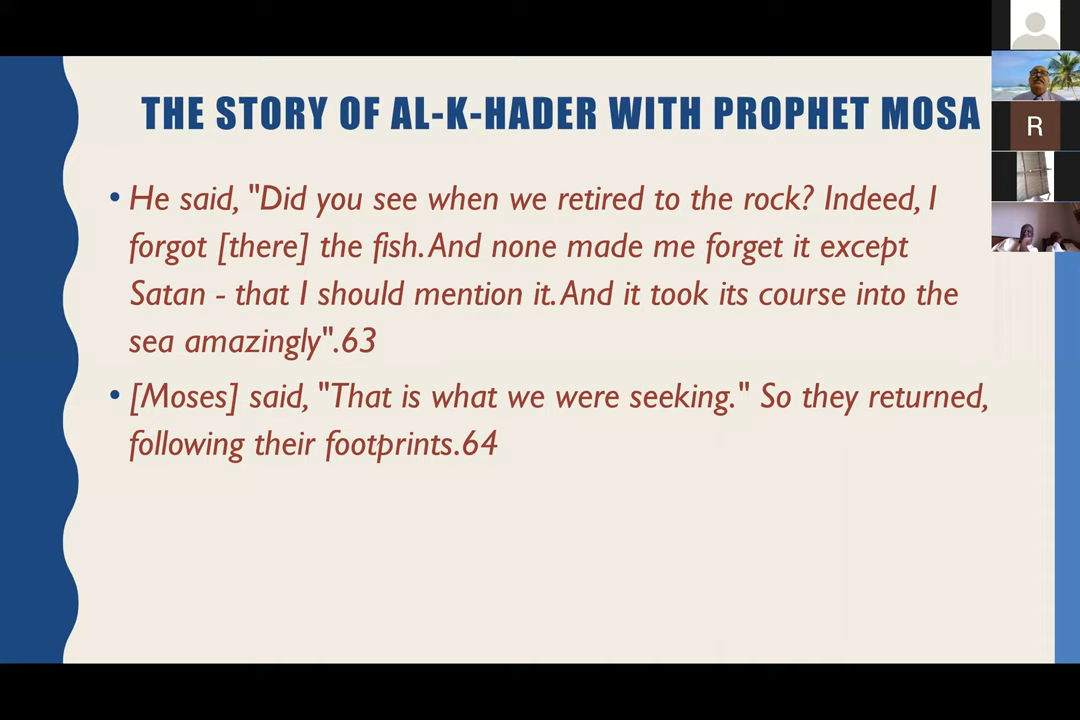 THE STORY OF AL-K-HADER WITH PROPHET MOSA
R
• He said, "Did you see when we retired to the rock? Indeed, I
forgot [there] the fish. And none made me forget it except
Satan - that I should mention it. And it took its course into the
sea amazingly".63
• [Moses] said, "That is what we were seeking." So they returned,
following their footprints.64